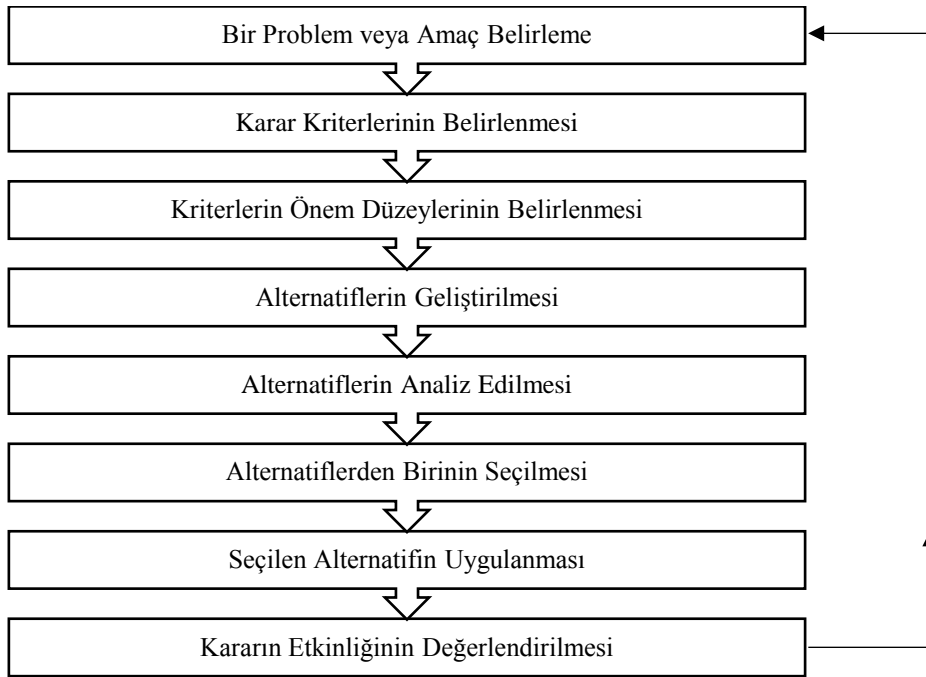 Bir Problem veya Amaç Belirleme
Karar Kriterlerinin Belirlenmesi
Kriterlerin Önem Düzeylerinin Belirlenmesi
Alternatiflerin Geliştirilmesi
Alternatiflerin Analiz Edilmesi
Alternatiflerden Birinin Seçilmesi
Seçilen Alternatifin Uygulanması
Kararın Etkinliğinin Değerlendirilmesi